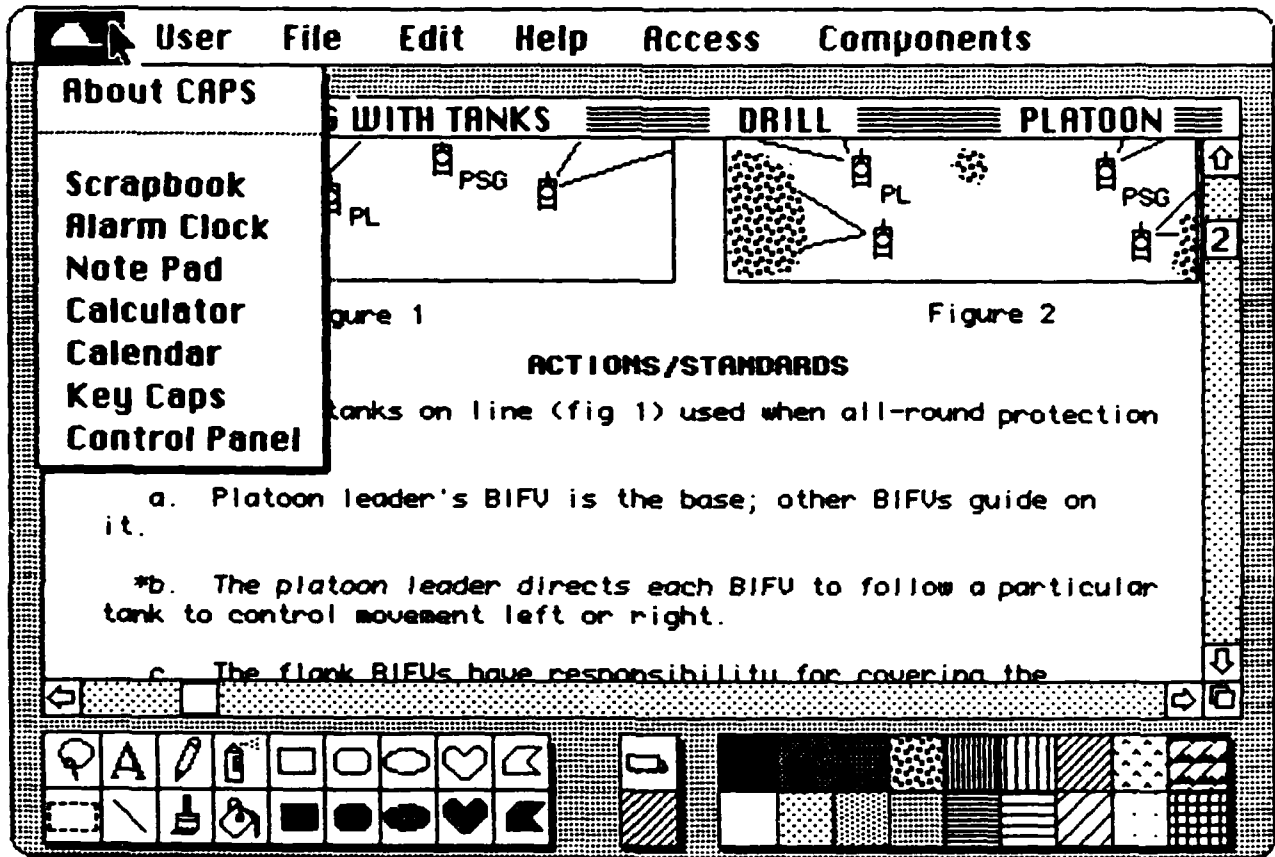 User File Edit Help Access Components
About CAPS
Scrapbook
Alarm Clock
Note Pad
Calculator
Calendar
Key Caps
Control Panel
WITH TANKS DRILL PLATOON
PSG
PL
PL
PSG
2
gure 1 Figure 2
ACTIONS/STANDARDS
tanks on line (fig 1) used when all-round protection
a. Platoon leader's BIFV is the base; other BIFVs guide on
it.
*b. The platoon leader directs each BIFV to follow a particular
tank to control movement left or right.
c. The flank BIFVs have responsibility for covering the
A